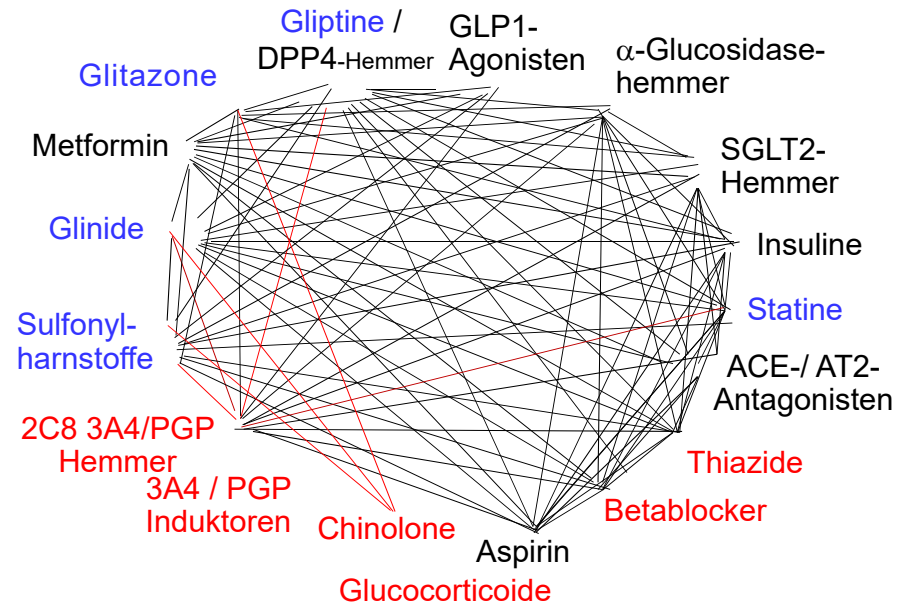 Gliptine /
DPP4-Hemmer
GLP1-
Agonisten
α-Glucosidase-
hemmer
Glitazone
Metformin
SGLT2-
Hemmer
Glinide
Insuline
Statine
Sulfonyl-
harnstoffe
ACE-/ AT2-
Antagonisten
2C8 3A4/PGP
Hemmer
Thiazide
3A4 / PGP
Induktoren
Betablocker
Chinolone
Aspirin
Glucocorticoide